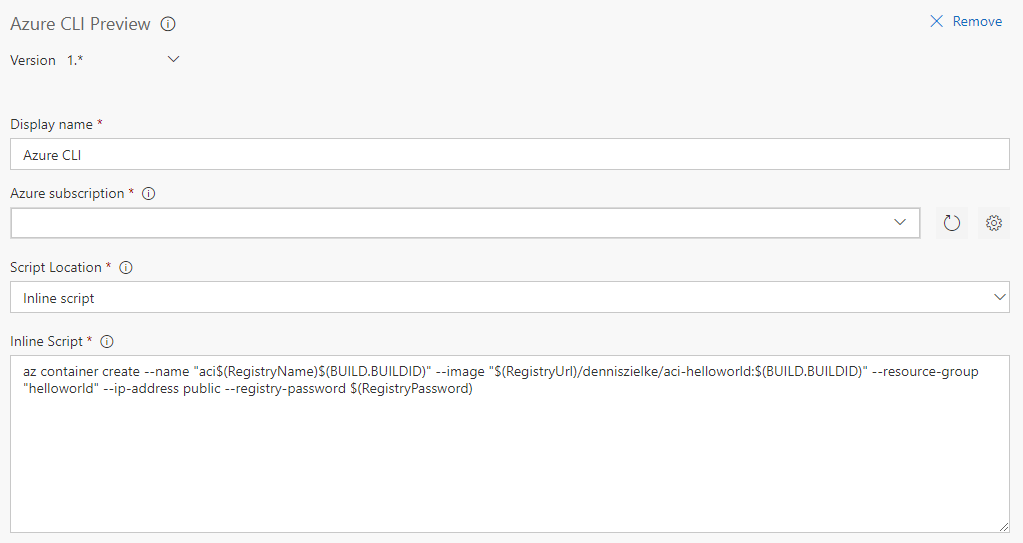 Azure CLI Preview
Remove
Version 1.*
Display name *
Azure CLI
Azure subscription *
Script Location *
Inline script
Inline Script *
az container create --name "aci$(RegistryName)$(BUILD.BUILDID)" --image "$(RegistryUrl)/denniszielke/aci-helloworld:$(BUILD.BUILDID)" --resource-group
"helloworld" --ip-address public --registry-password $(RegistryPassword)